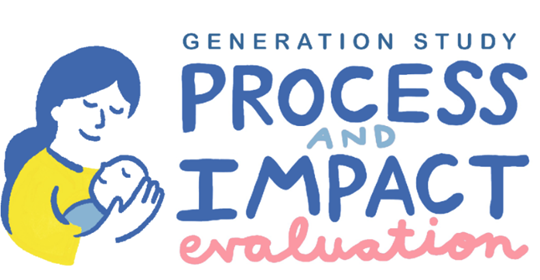 GENERATION STUDY
PROCESS
AND
IMPACT
evaluation